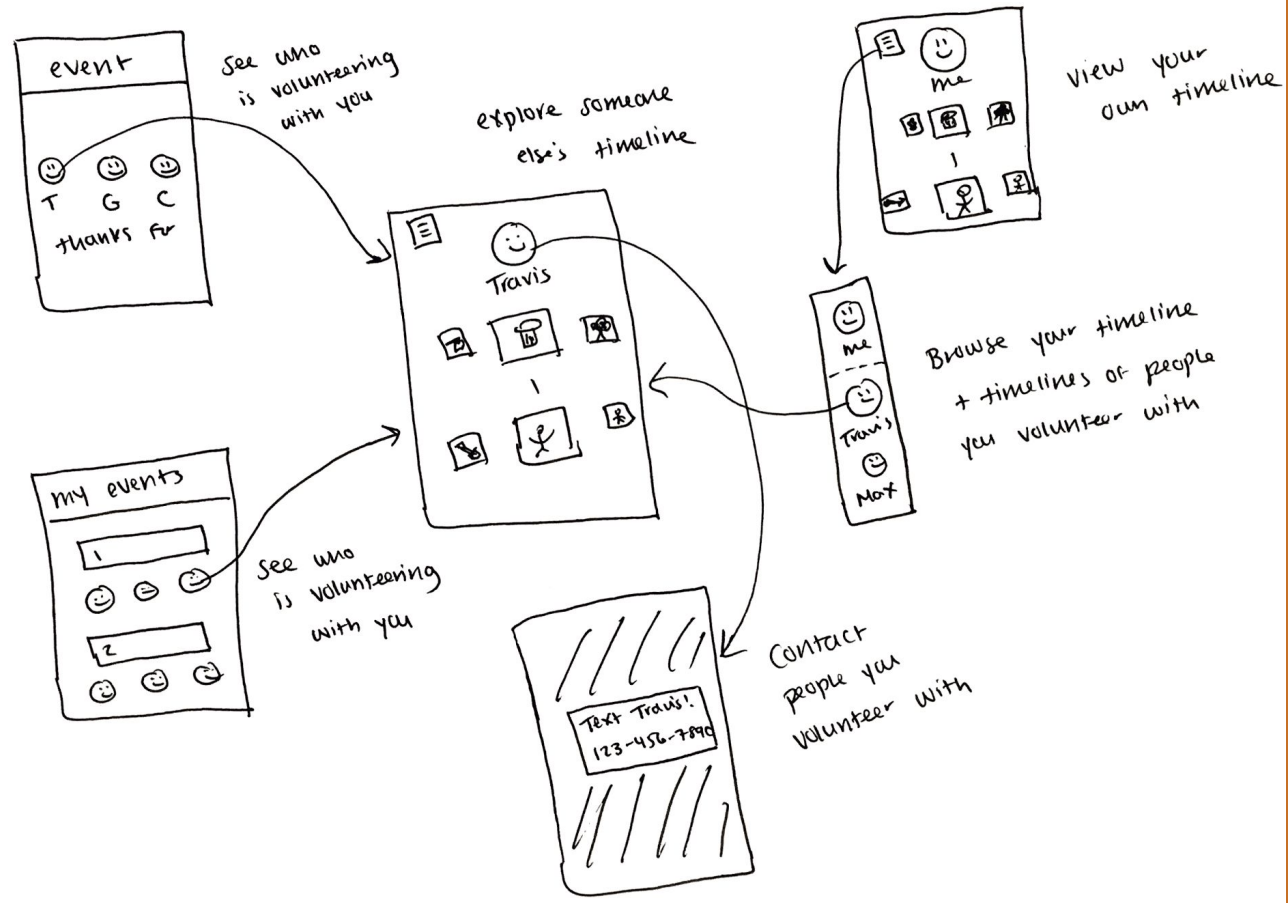 event
T G C
thanks for
see who
is volunteering
with you
explore someone
else's timeline
Travis
me
view your
own timeline
me
Travis
Max
Browse your timeline
+ timelines of people
you volunteer with
my events
1
2
see who
is volunteering
with you
Text Travis!
123-456-7890
Contact
people you
volunteer with